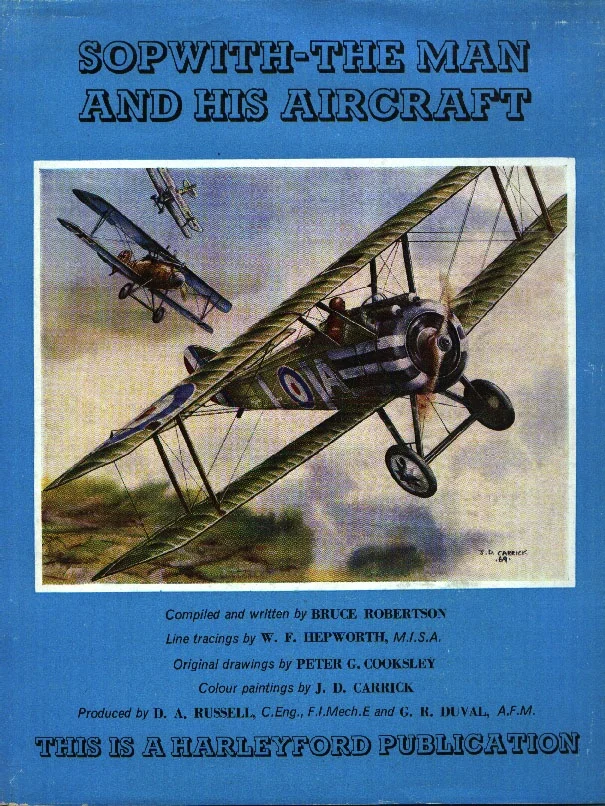 SOPWITH-THE MAN
AND HIS AIRCRAFT
J.D. CARRICK
.69.
Compiled and written by BRUCE ROBERTSON
Line tracings by W. F. HEPWORTH, M.I.S.A.
Original drawings by PETER G. COOKSLEY
Colour paintings by J. D. CARRICK
Produced by D. A. RUSSELL, C.Eng., F.I.Mech.E and G. R. DUVAL, A.F.M.
THIS IS A HARLEYFORD PUBLICATION